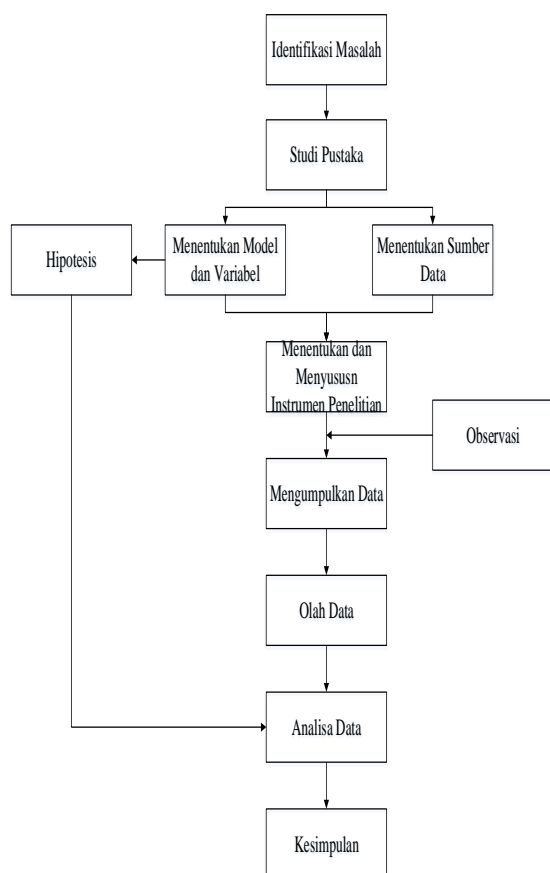 Identifikasi Masalah
Studi Pustaka
Hipotesis
Menentukan Model
dan Variabel
Menentukan Sumber
Data
Menentukan dan
Menyususn
Instrumen Penelitian
Observasi
Mengumpulkan Data
Olah Data
Analisa Data
Kesimpulan